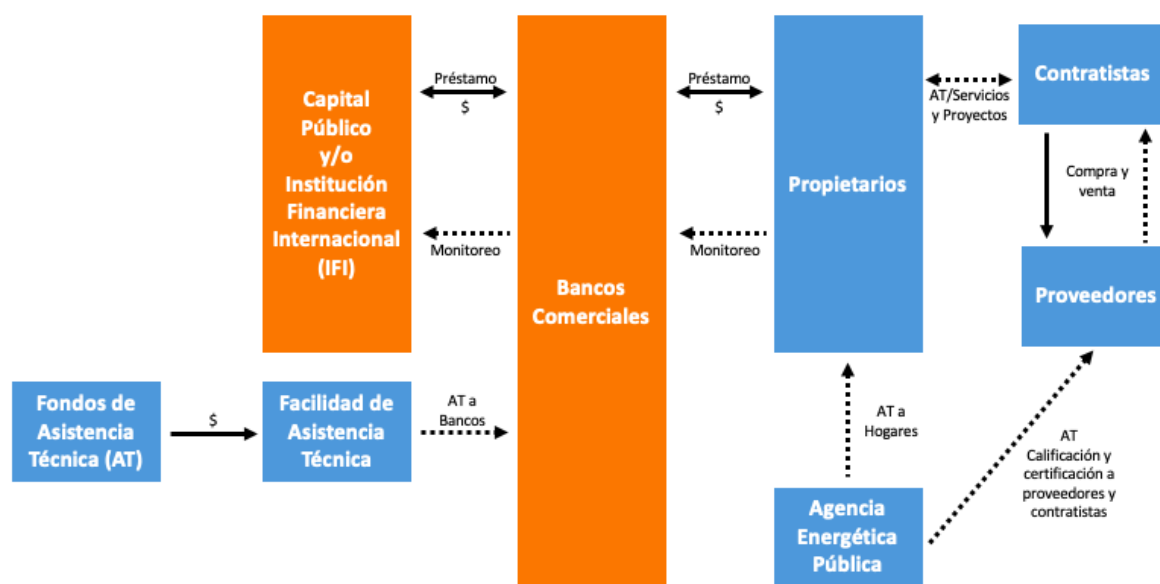 Capital
Público
y/o
Institución
Financiera
Internacional
(IFI)
Préstamo
$
Monitoreo
Bancos
Comerciales
Préstamo
$
Monitoreo
Propietarios
AT/Servicios
y Proyectos
Contratistas
Compra y
venta
Proveedores
Fondos de
Asistencia
Técnica (AT)
$
Facilidad de
Asistencia
Técnica
AT a
Bancos
AT a
Hogares
Agencia
Energética
Pública
AT
Calificación y
certificación a
proveedores y
contratistas